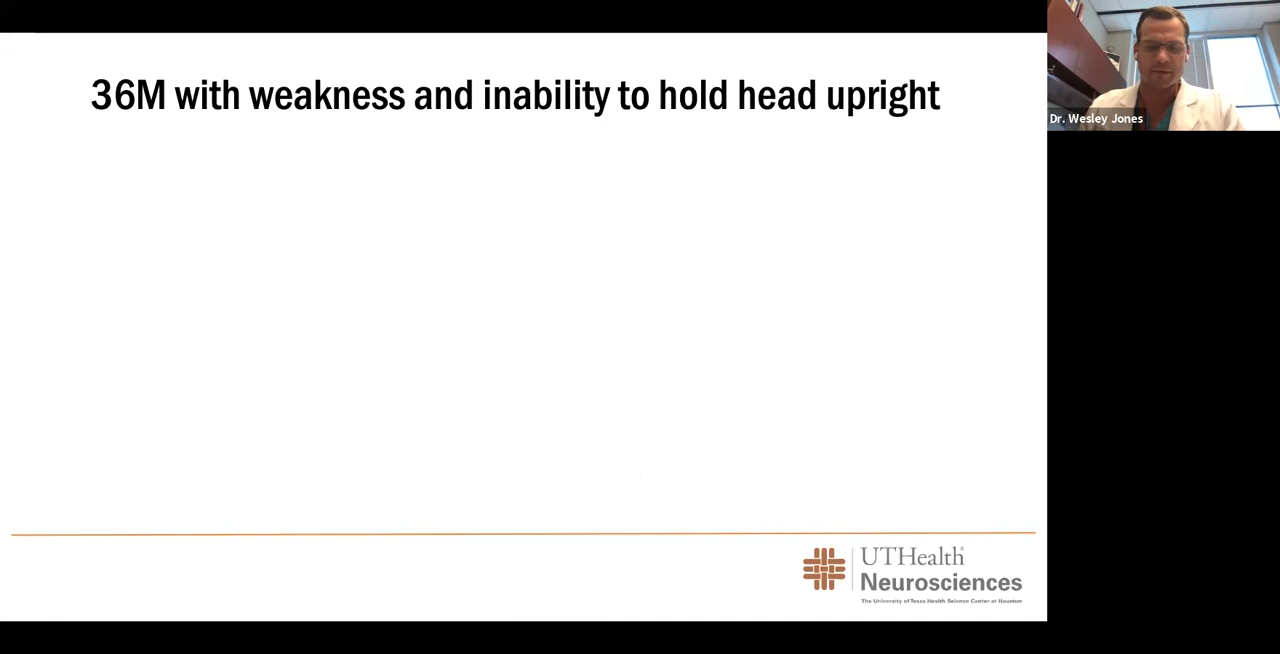 36M with weakness and inability to hold head upright
Dr. Wesley Jones
UTHealth
Neurosciences
The University of Texas Health Science Center at Houston